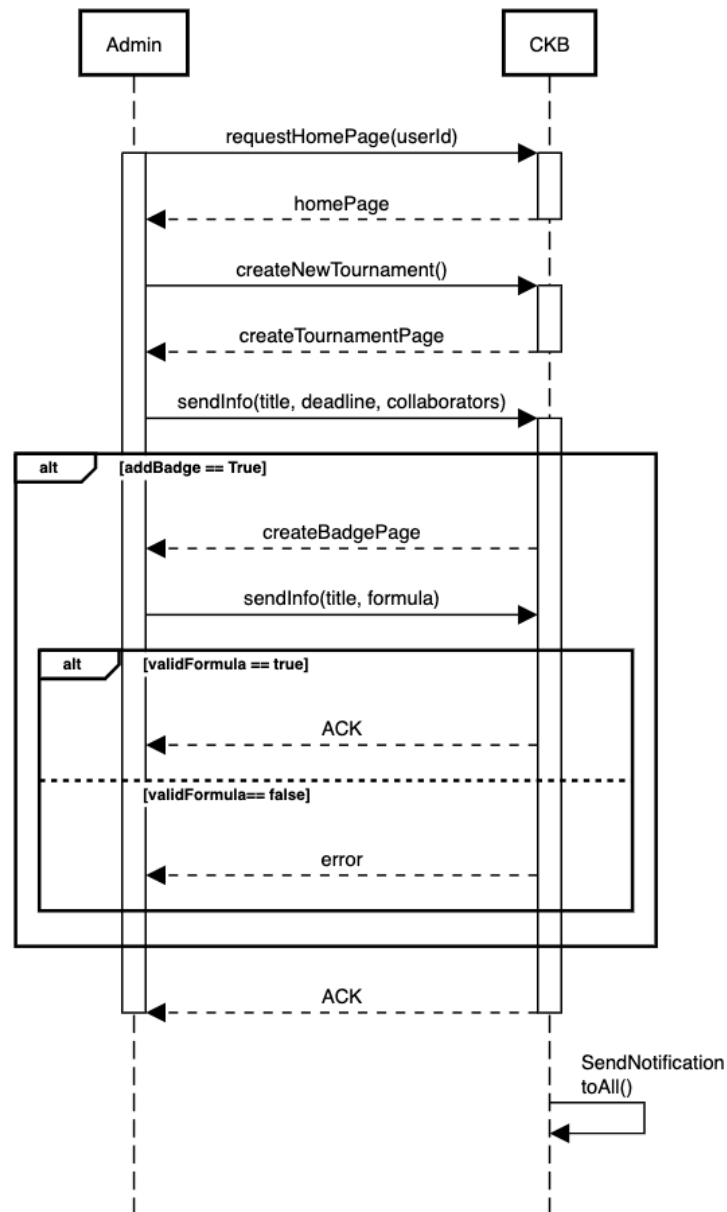 Admin
CKB
requestHomePage(userId)
homePage
createNewTournament()
createTournamentPage
sendInfo(title, deadline, collaborators)
alt
[addBadge == True]
createBadgePage
sendInfo(title, formula)
alt
[validFormula == true]
ACK
[validFormula== false]
error
ACK
SendNotification
toAll()